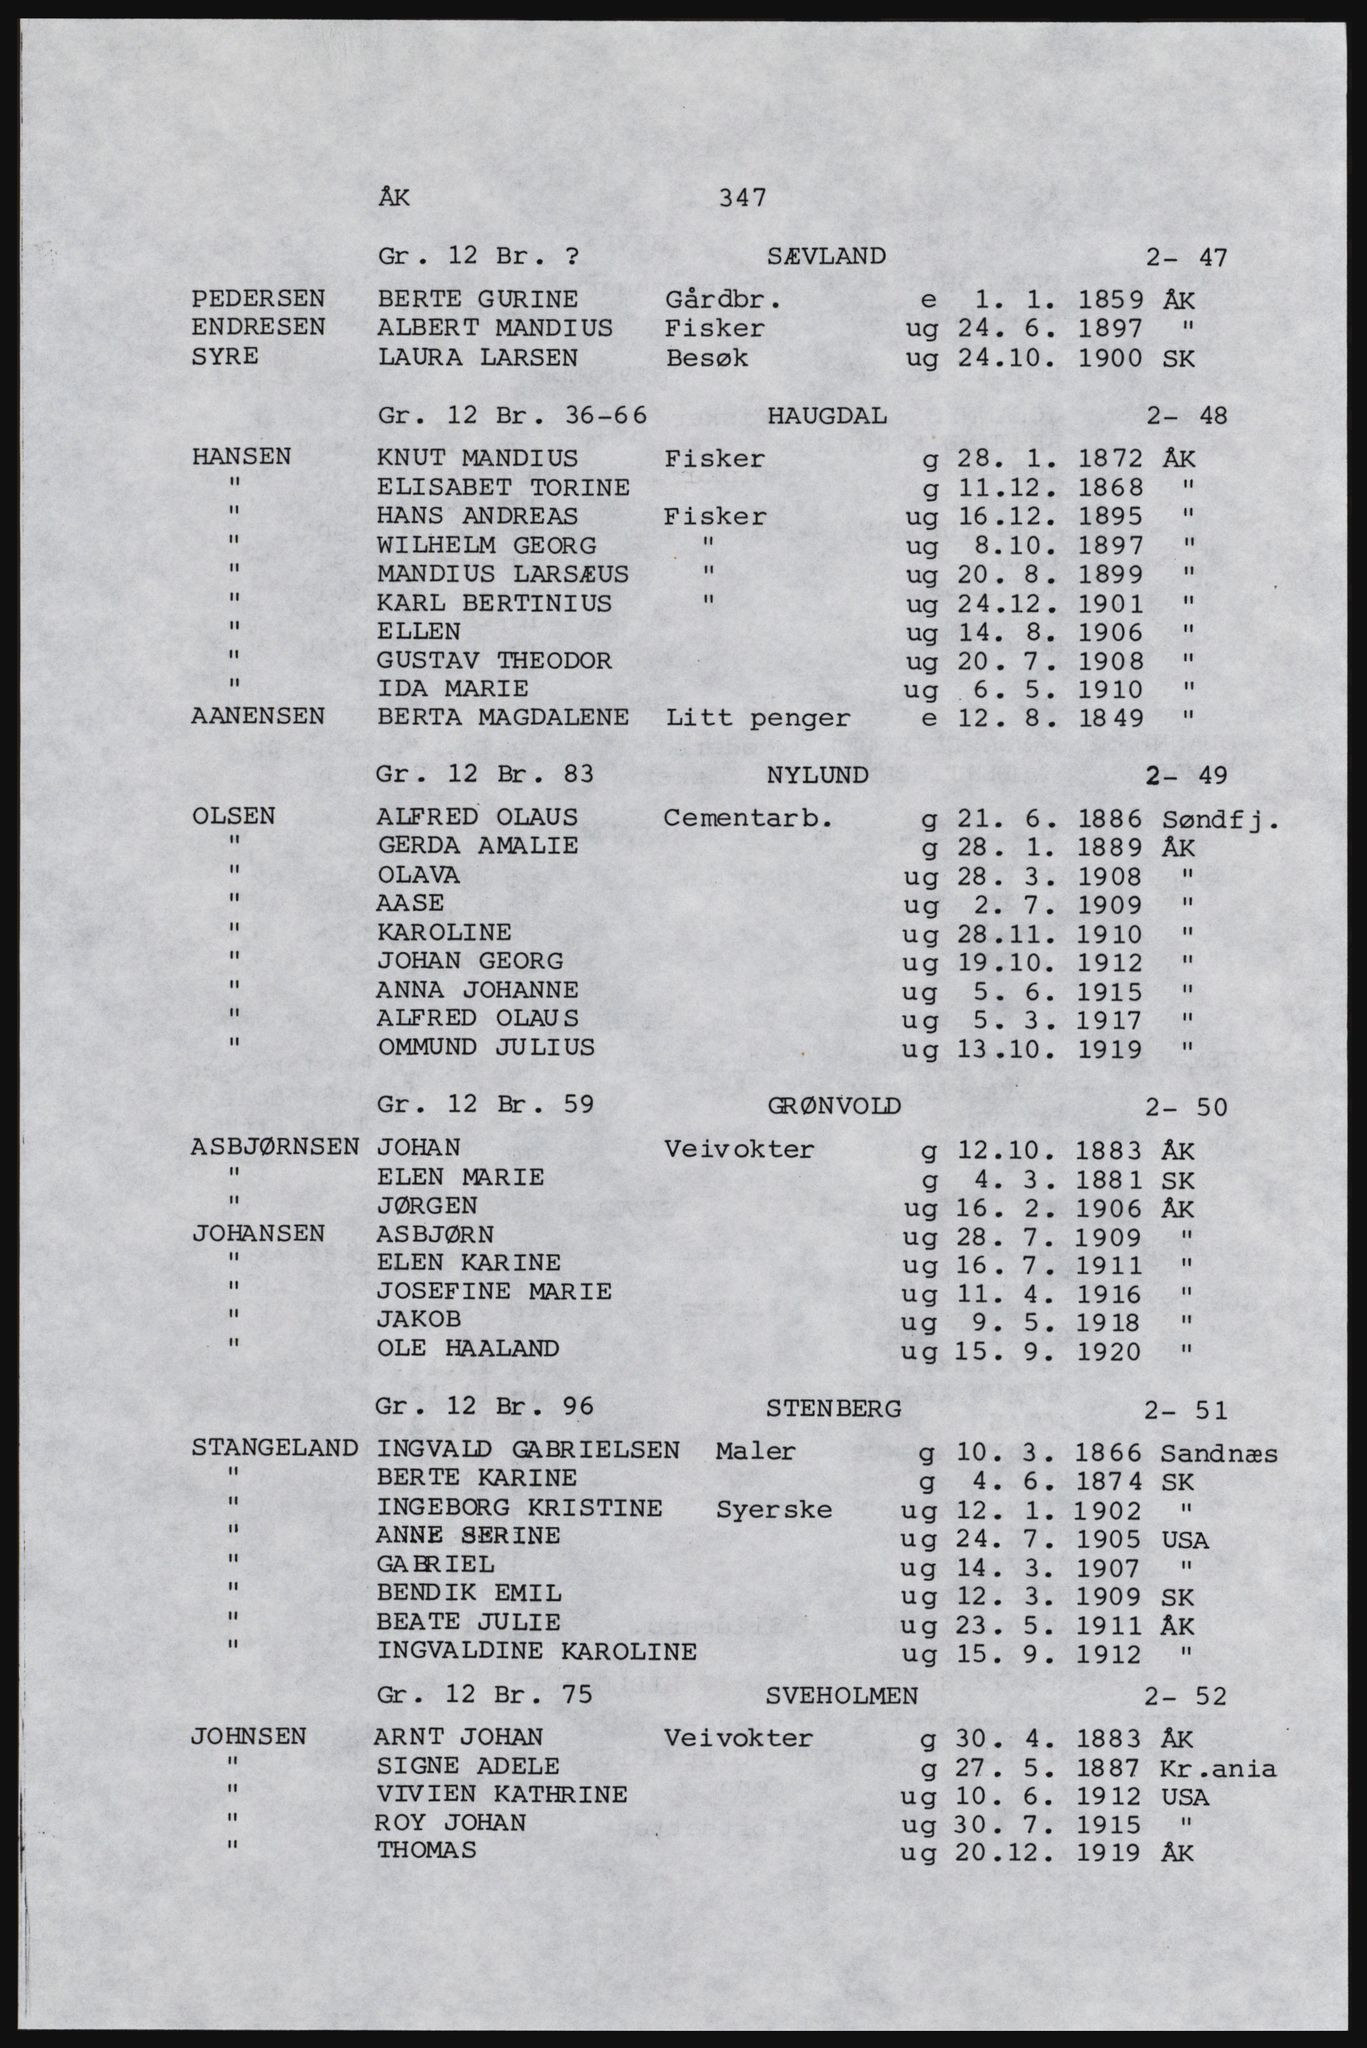 ÅK 347
Gr. 12 Br. ? SÆVLAND 2- 47
PEDERSEN BERTE GURINE Gårdbr. e 1. 1. 1859 ÅK
ENDRESEN ALBERT MANDIUS Fisker ug 24. 6. 1897 "
SYRE LAURA LARSEN Besøk ug 24.10. 1900 SK
Gr. 12 Br. 36-66 HAUGDAL 2- 48
HANSEN KNUT MANDIUS Fisker g 28. 1. 1872 ÅK
" ELISABET TORINE g 11.12. 1868 "
" HANS ANDREAS Fisker ug 16.12. 1895 "
" WILHELM GEORG " ug 8.10. 1897 "
" MANDIUS LARSÆUS " ug 20. 8. 1899 "
" KARL BERTINIUS " ug 24.12. 1901 "
" ELLEN ug 14. 8. 1906 "
" GUSTAV THEODOR ug 20. 7. 1908 "
" IDA MARIE ug 6. 5. 1910 "
AANENSEN BERTA MAGDALENE Litt penger e 12. 8. 1849 "
Gr. 12 Br. 83 NYLUND 2- 49
OLSEN ALFRED OLAUS Cementarb. g 21. 6. 1886 Søndfj.
" GERDA AMALIE g 28. 1. 1889 ÅK
" OLAVA ug 28. 3. 1908 "
" AASE ug 2. 7. 1909 "
" KAROLINE ug 28.11. 1910 "
" JOHAN GEORG ug 19.10. 1912 "
" ANNA JOHANNE ug 5. 6. 1915 "
" ALFRED OLAUS ug 5. 3. 1917 "
" OMMUND JULIUS ug 13.10. 1919 "
Gr. 12 Br. 59 GRØNVOLD 2- 50
ASBJØRNSEN JOHAN Veivokter g 12.10. 1883 ÅK
" ELEN MARIE g 4. 3. 1881 SK
" JØRGEN ug 16. 2. 1906 ÅK
JOHANSEN ASBJØRN ug 28. 7. 1909 "
" ELEN KARINE ug 16. 7. 1911 "
" JOSEFINE MARIE ug 11. 4. 1916 "
" JAKOB ug 9. 5. 1918 "
" OLE HAALAND ug 15. 9. 1920 "
Gr. 12 Br. 96 STENBERG 2- 51
STANGELAND INGVALD GABRIELSEN Maler g 10. 3. 1866 Sandnæs
" BERTE KARINE g 4. 6. 1874 SK
" INGEBORG KRISTINE Syerske ug 12. 1. 1902 "
" ANNE SERINE ug 24. 7. 1905 USA
" GABRIEL ug 14. 3. 1907 "
" BENDIK EMIL ug 12. 3. 1909 SK
" BEATE JULIE ug 23. 5. 1911 ÅK
" INGVALDINE KAROLINE ug 15. 9. 1912 "
Gr. 12 Br. 75 SVEHOLMEN 2- 52
JOHNSEN ARNT JOHAN Veivokter g 30. 4. 1883 ÅK
" SIGNE ADELE g 27. 5. 1887 Kr.ania
" VIVIEN KATHRINE ug 10. 6. 1912 USA
" ROY JOHAN ug 30. 7. 1915 "
" THOMAS ug 20.12. 1919 ÅK